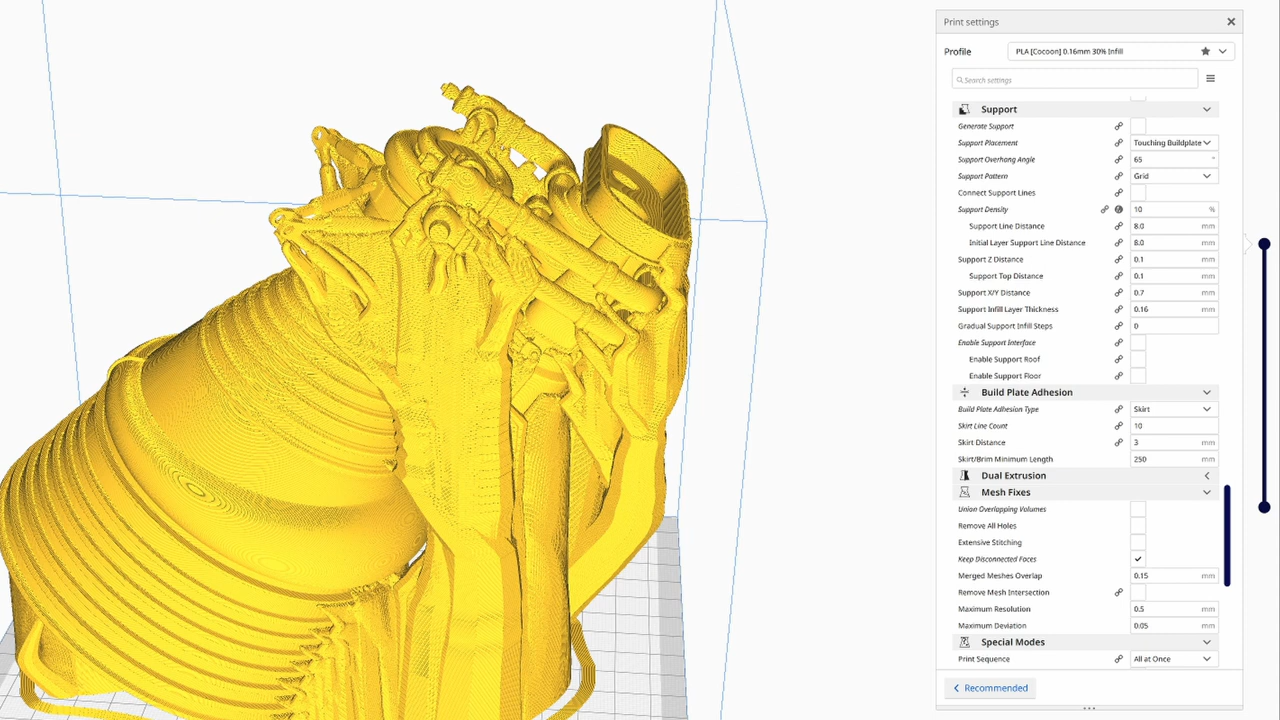 Print settings
Profile
PLA [Cocoon] 0.16mm 30% Infill
Search settings
Support
Generate Support
Support Placement Touching Buildplate
Support Overhang Angle 65 °
Support Pattern Grid
Connect Support Lines
Support Density 10 %
Support Line Distance 8.0 mm
Initial Layer Support Line Distance 8.0 mm
Support Z Distance 0.1 mm
Support Top Distance 0.1 mm
Support X/Y Distance 0.7 mm
Support Infill Layer Thickness 0.16 mm
Gradual Support Infill Steps 0
Enable Support Interface
Enable Support Roof
Enable Support Floor
Build Plate Adhesion
Build Plate Adhesion Type Skirt
Skirt Line Count 10
Skirt Distance 3 mm
Skirt/Brim Minimum Length 250 mm
Dual Extrusion
Mesh Fixes
Union Overlapping Volumes
Remove All Holes
Extensive Stitching
Keep Disconnected Faces
Merged Meshes Overlap 0.15 mm
Remove Mesh Intersection
Maximum Resolution 0.5 mm
Maximum Deviation 0.05 mm
Special Modes
Print Sequence All at Once
Recommended